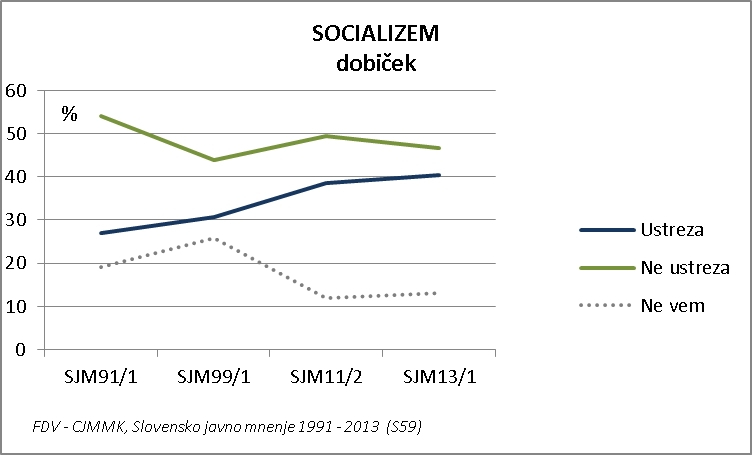 SOCIALIZEM
dobiček
%
60
50
40
30
20
10
0
SJM91/1 SJM99/1 SJM11/2 SJM13/1
Ustreza
Ne ustreza
Ne vem
FDV - CJMMK, Slovensko javno mnenje 1991 - 2013 (S59)